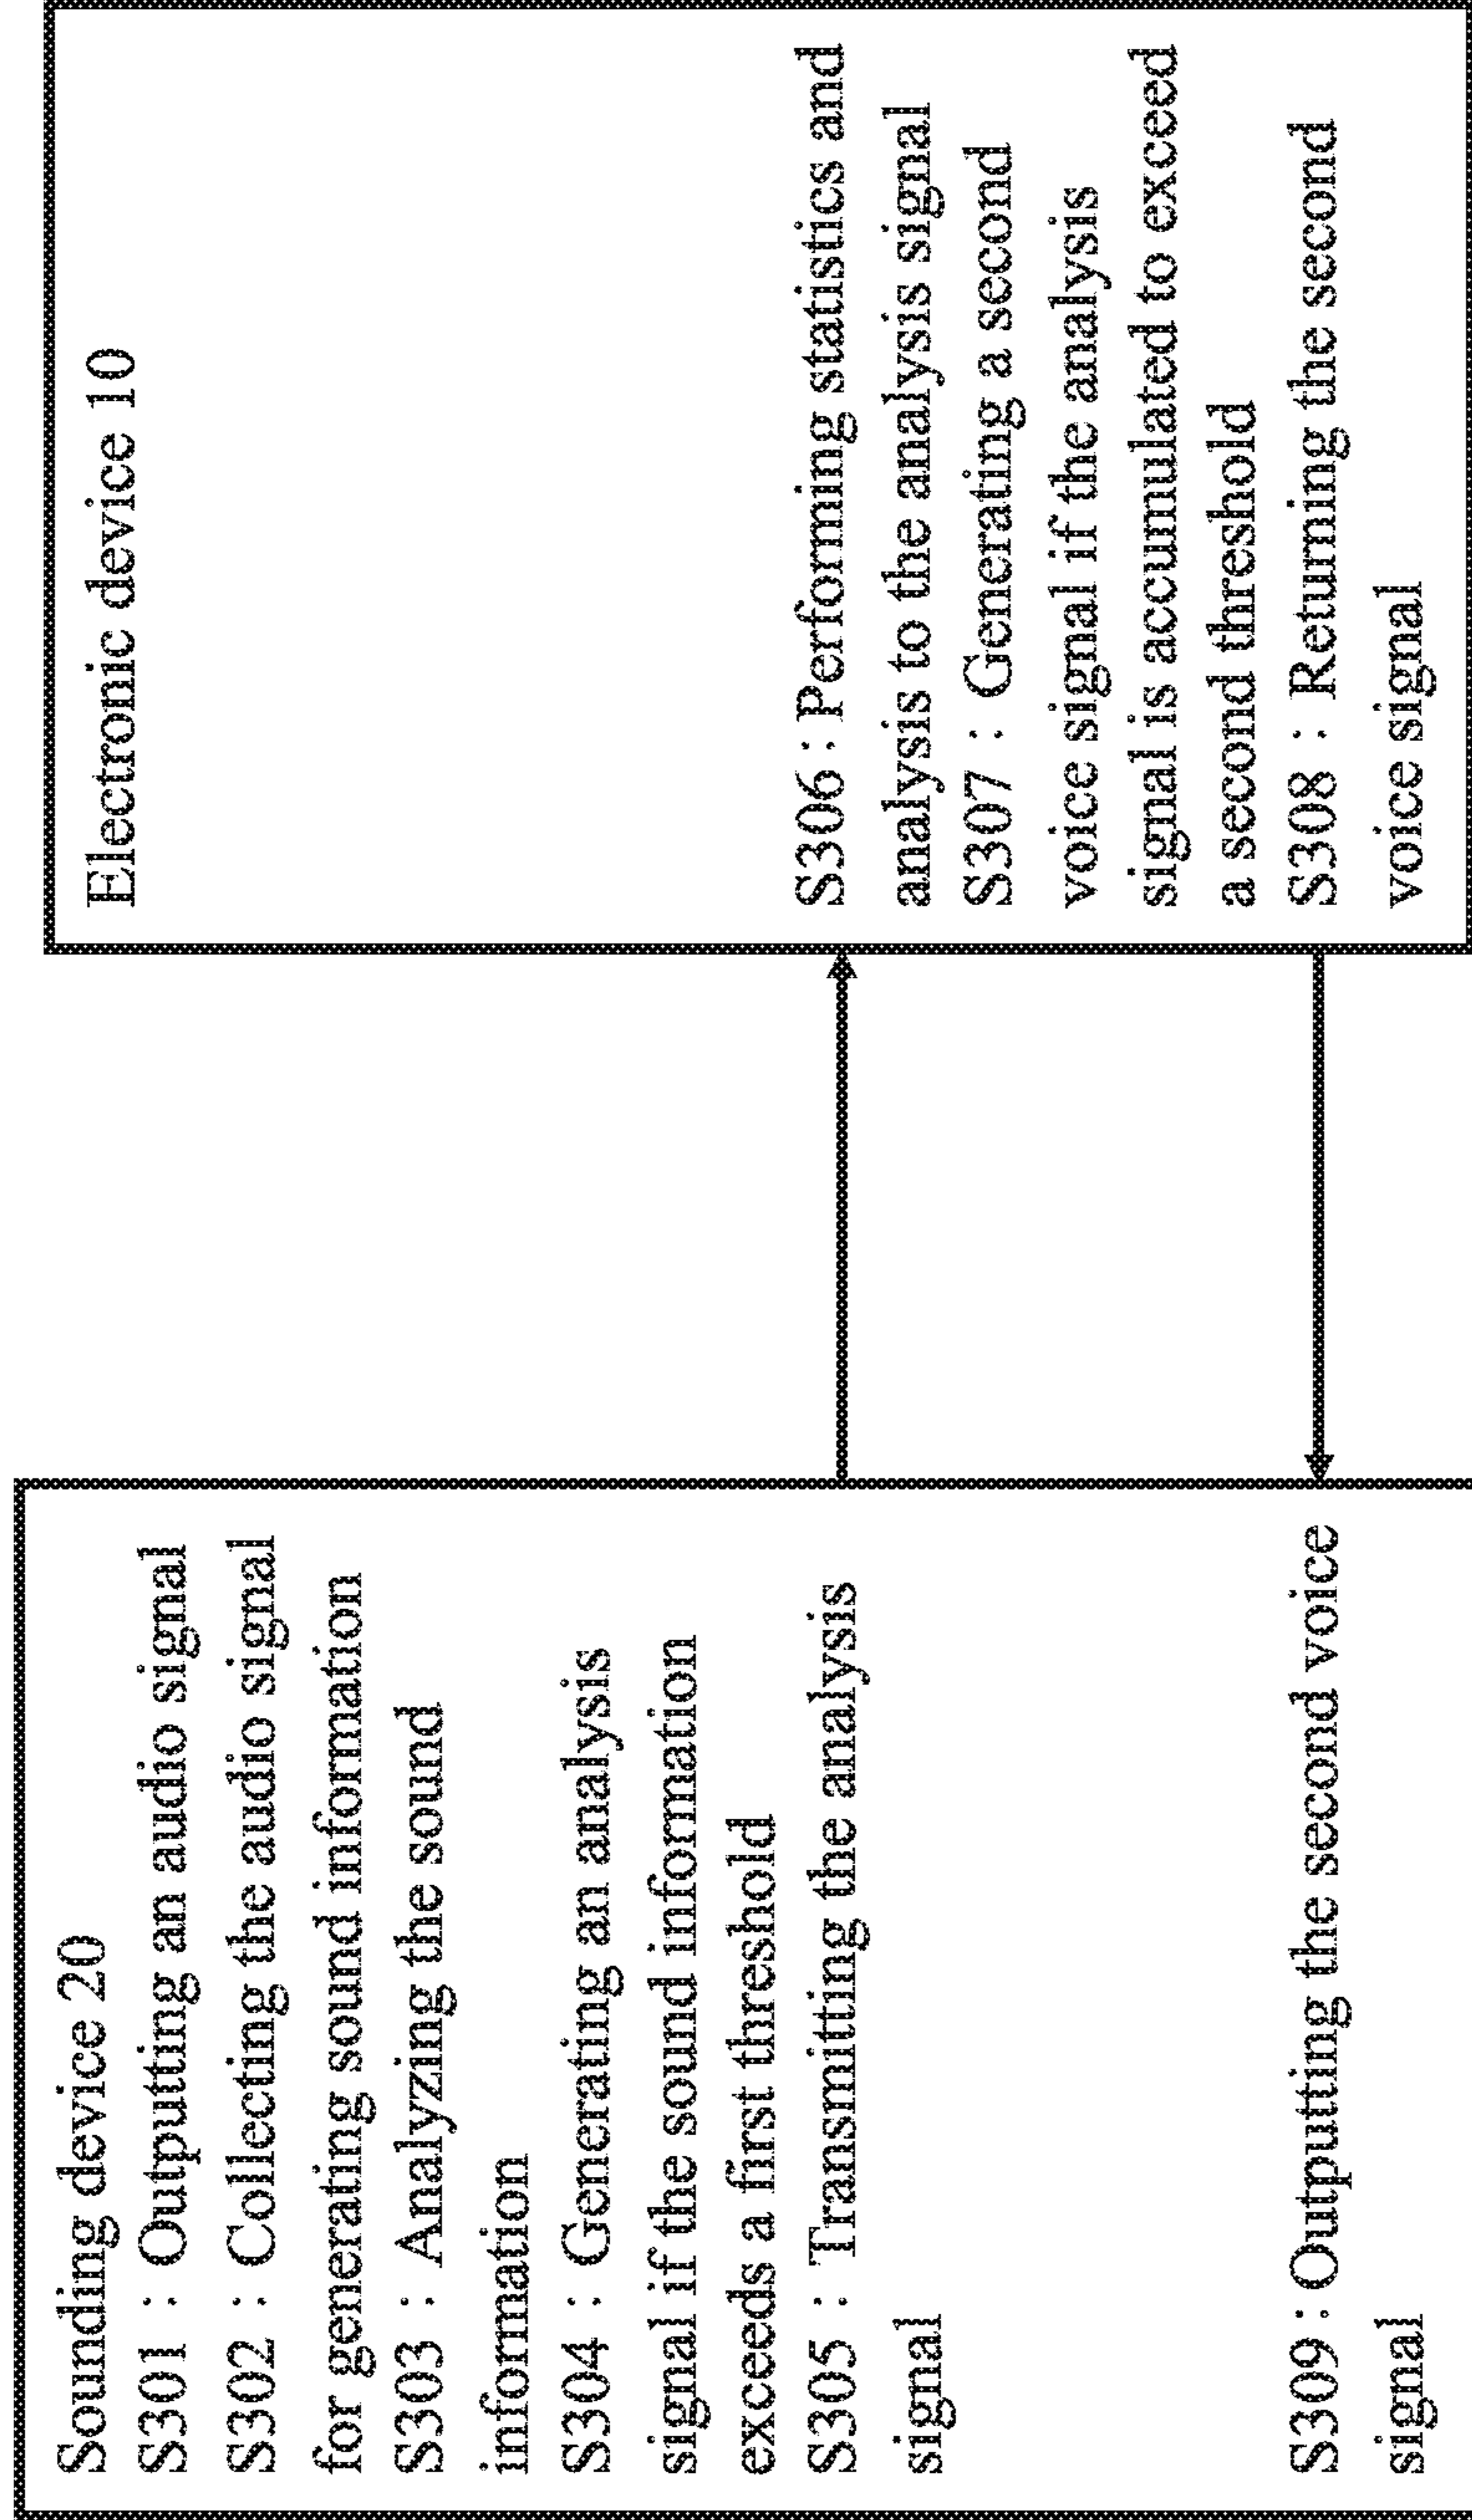 Sounding device 20
S301 : Outputting an audio signal
S302 : Collecting the audio signal
for generating sound information
S303 : Analyzing the sound
information
S304 : Generating an analysis
signal if the sound information
exceeds a first threshold
S305 : Transmitting the analysis
signal
S309 : Outputting the second voice
signal
Electronic device 10
S306 : Performing statistics and
analysis to the analysis signal
S307 : Generating a second
voice signal if the analysis
signal is accumulated to exceed
a second threshold
S308 : Returning the second
voice signal